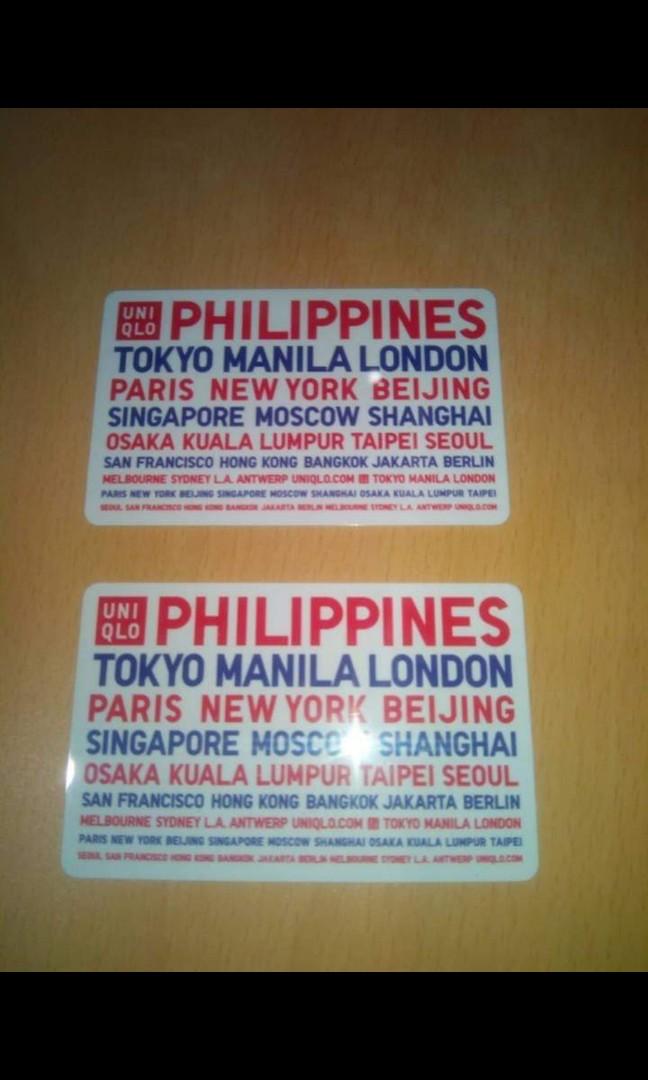 UNI
QLO
PHILIPPINES
TOKYO MANILA LONDON
PARIS NEW YORK BEIJING
SINGAPORE MOSCOW SHANGHAI
OSAKA KUALA LUMPUR TAIPEI SEOUL
SAN FRANCISCO HONG KONG BANGKOK JAKARTA BERLIN
MELBOURNE SYDNEY L.A. ANTWERP UNIQLO.COM TOKYO MANILA LONDON
PARIS NEW YORK BEIJING SINGAPORE MOSCOW SHANGHAI OSAKA KUALA LUMPUR TAIPEI
SEOUL SAN FRANCISCO HONG KONG BANGKOK JAKARTA BERLIN MELBOURNE SYDNEY L.A. ANTWERP UNIQLO.COM
UNI
QLO
PHILIPPINES
TOKYO MANILA LONDON
PARIS NEW YORK BEIJING
SINGAPORE SHANGHAI
OSAKA KUALA LUMPUR TAIPEI SEOUL
SAN FRANCISCO HONG KONG BANGKOK JAKARTA BERLIN
MELBOURNE SYDNEY L.A. ANTWERP UNIQLO.COM TOKYO MANILA LONDON
PARIS NEW YORK BEIJING SINGAPORE MOSCOW SHANGHAI OSAKA KUALA LUMPUR TAIPEI
SEOUL SAN FRANCISCO HONG KONG BANGKOK JAKARTA BERLIN MELBOURNE SYDNEY L.A. ANTWERP UNIQLO.COM